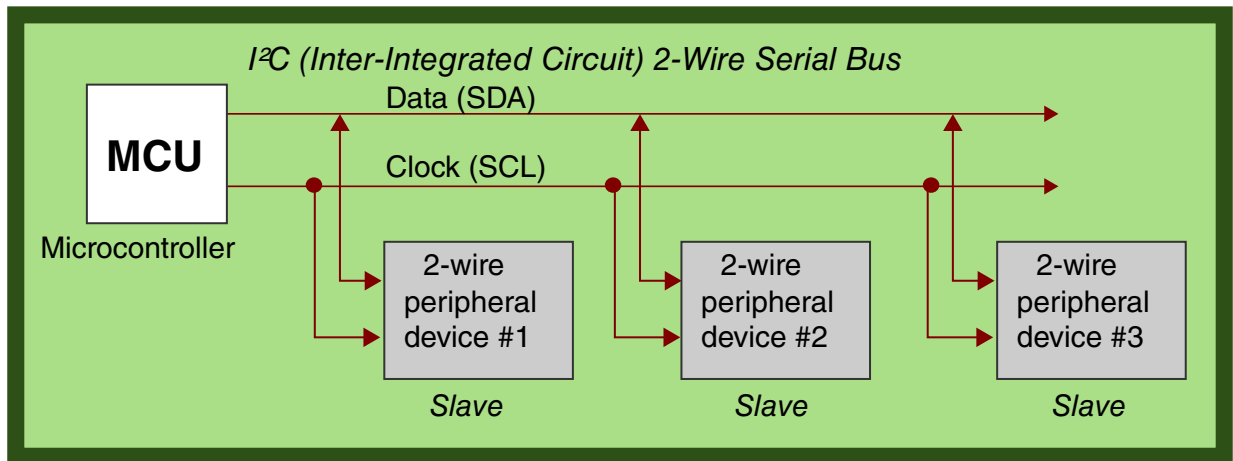 I²C (Inter-Integrated Circuit) 2-Wire Serial Bus
Data (SDA)
MCU
Clock (SCL)
Microcontroller
2-wire
peripheral
device #1
2-wire
peripheral
device #2
2-wire
peripheral
device #3
Slave
Slave
Slave